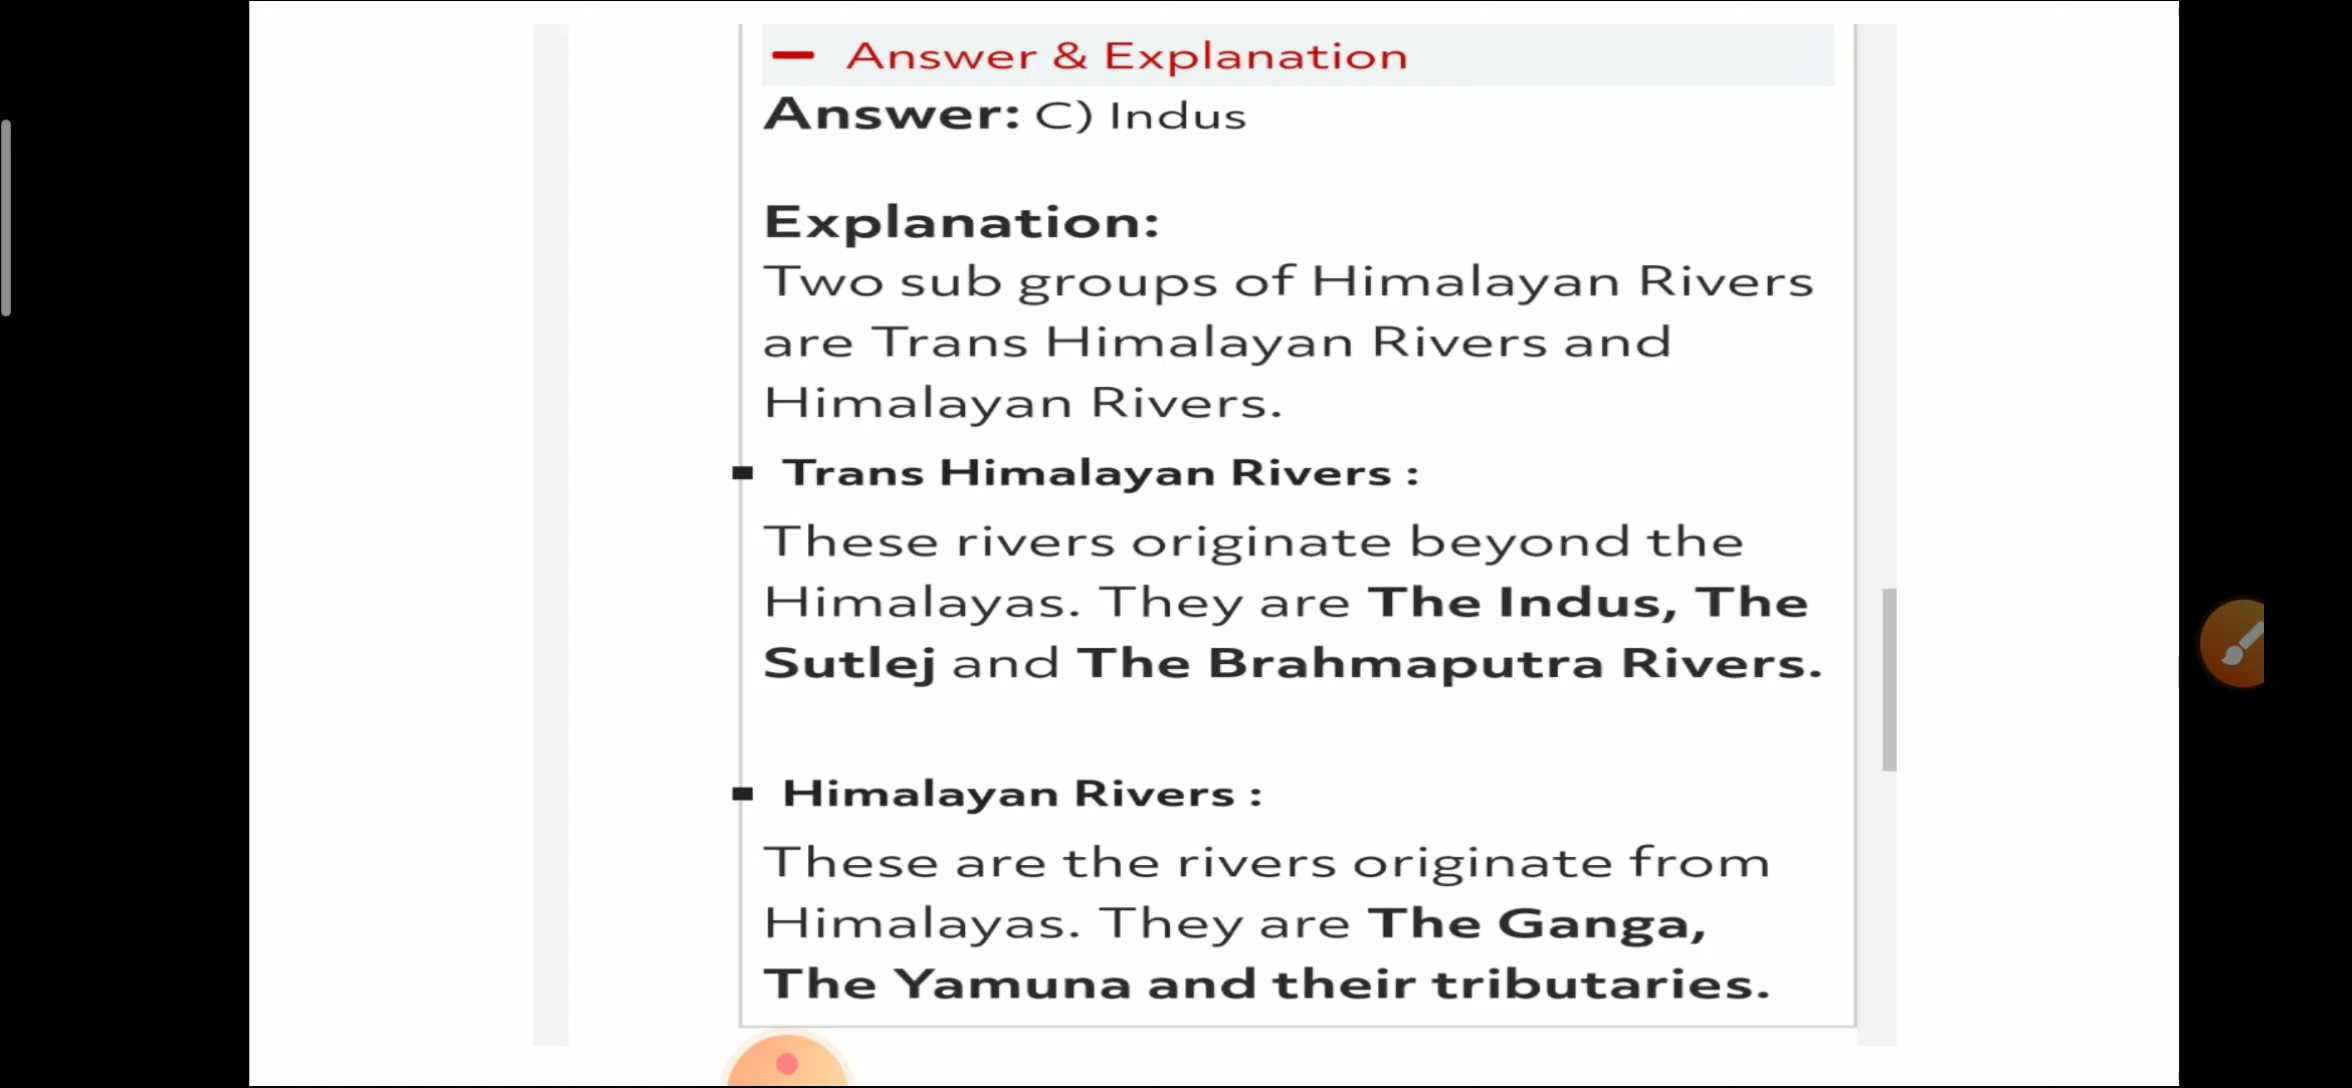 Answer & Explanation
Answer: C) Indus
Explanation:
Two sub groups of Himalayan Rivers
are Trans Himalayan Rivers and
Himalayan Rivers.
Trans Himalayan Rivers :
These rivers originate beyond the
Himalayas. They are The Indus, The
Sutlej and The Brahmaputra Rivers.
Himalayan Rivers :
These are the rivers originate from
Himalayas. They are The Ganga,
The Yamuna and their tributaries.